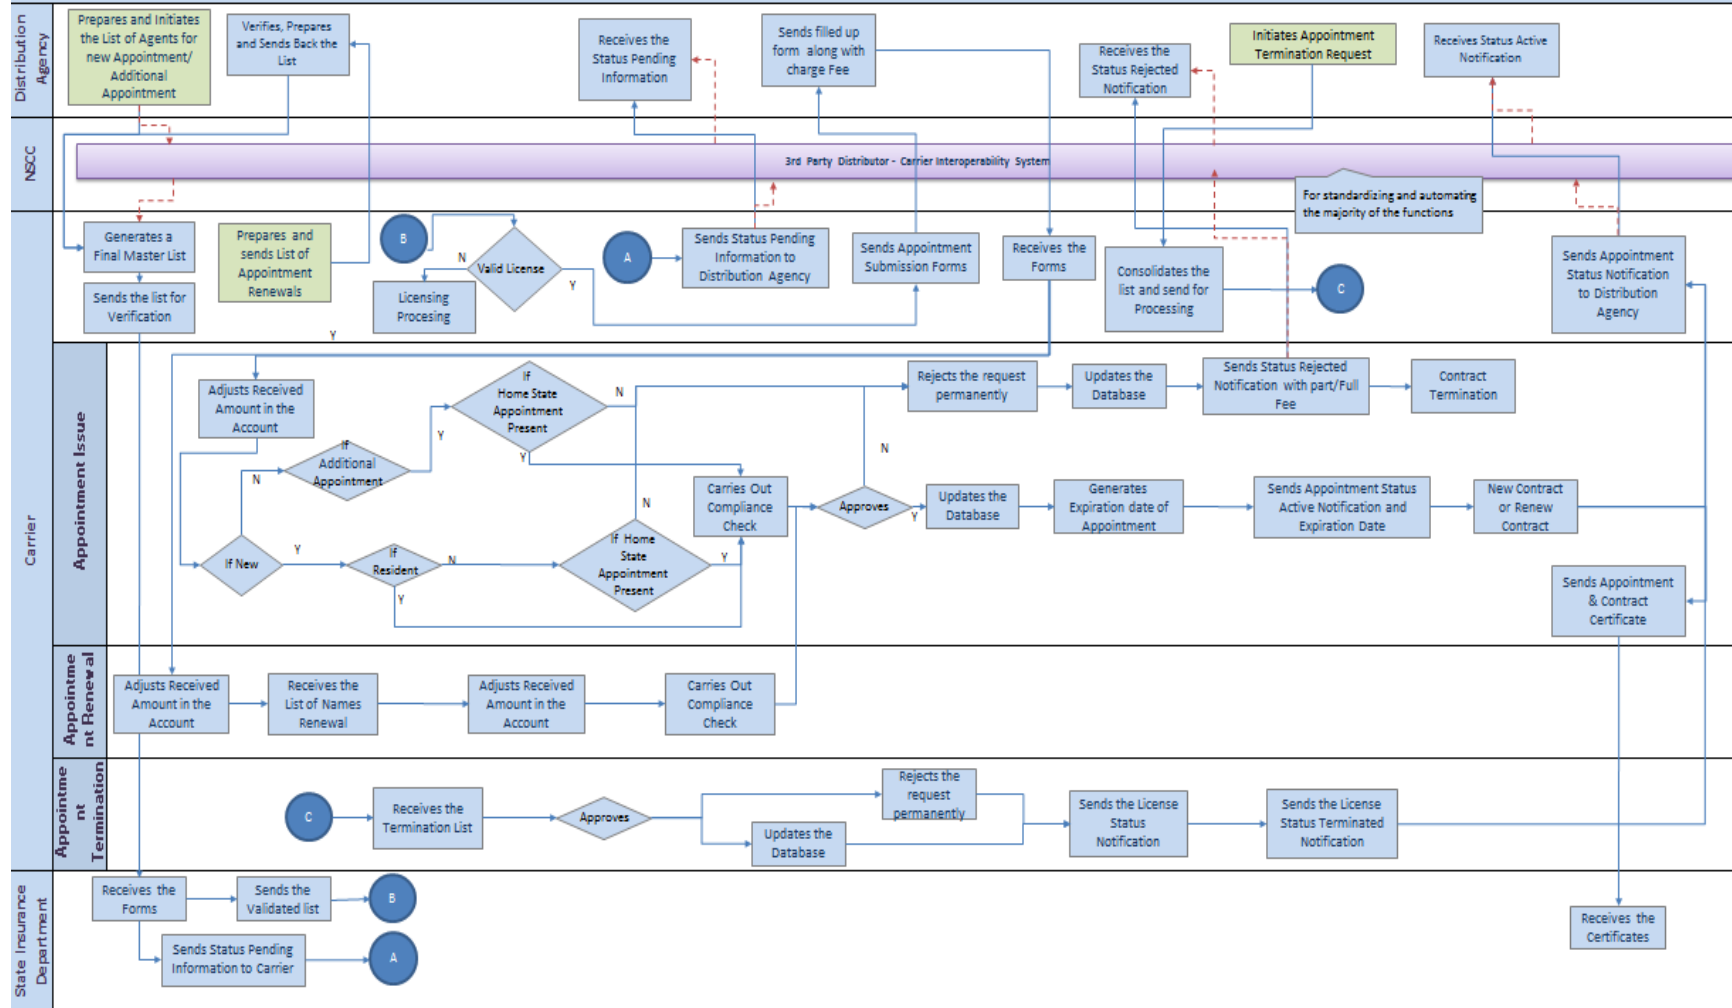 Distribution
Agency
Prepares and Initiates
the List of Agents for
new Appointment/
Additional
Appointment
Verifies, Prepares
and Sends Back the
List
Receives the
Status Pending
Information
Sends filled up
form along with
charge Fee
Receives the
Status Rejected
Notification
Initiates Appointment
Termination Request
Receives Status Active
Notification
NSCC
3rd Party Distributor - Carrier Interoperability System
For standardizing and automating
the majority of the functions
Carrier
Generates a
Final Master List
Sends the list for
Verification
Prepares and
sends List of
Appointment
Renewals
B
N
Valid License
Y
Licensing
Procesing
A
Sends Status Pending
Information to
Distribution Agency
Sends Appointment
Submission Forms
Receives the
Forms
Consolidates the
list and send for
Processing
C
Sends Appointment
Status Notification
to Distribution
Agency
Y
Appointment Issue
Adjusts Received
Amount in the
Account
If
Additional
Appointment
N
Y
If
Home State
Appointment
Present
N
Y
If New
Y
If
Resident
N
Y
If Home
State
Appointment
Present
N
Y
Carries Out
Compliance
Check
Approves
N
Y
Rejects the request
permanently
Updates the
Database
Sends Status Rejected
Notification with part/Full
Fee
Contract
Termination
Updates the
Database
Generates
Expiration date of
Appointment
Sends Appointment Status
Active Notification and
Expiration Date
New Contract
or Renew
Contract
Sends Appointment
& Contract
Certificate
Appointme
nt Renewal
Adjusts Received
Amount in the
Account
Receives the
List of Names
Renewal
Adjusts Received
Amount in the
Account
Carries Out
Compliance
Check
Appointme
nt
Termination
C
Receives the
Termination List
Approves
Rejects the
request
permanently
Updates the
Database
Sends the License
Status
Notification
Sends the License
Status Terminated
Notification
State Insurance
Department
Receives the
Forms
Sends the
Validated list
B
Sends Status Pending
Information to Carrier
A
Receives the
Certificates